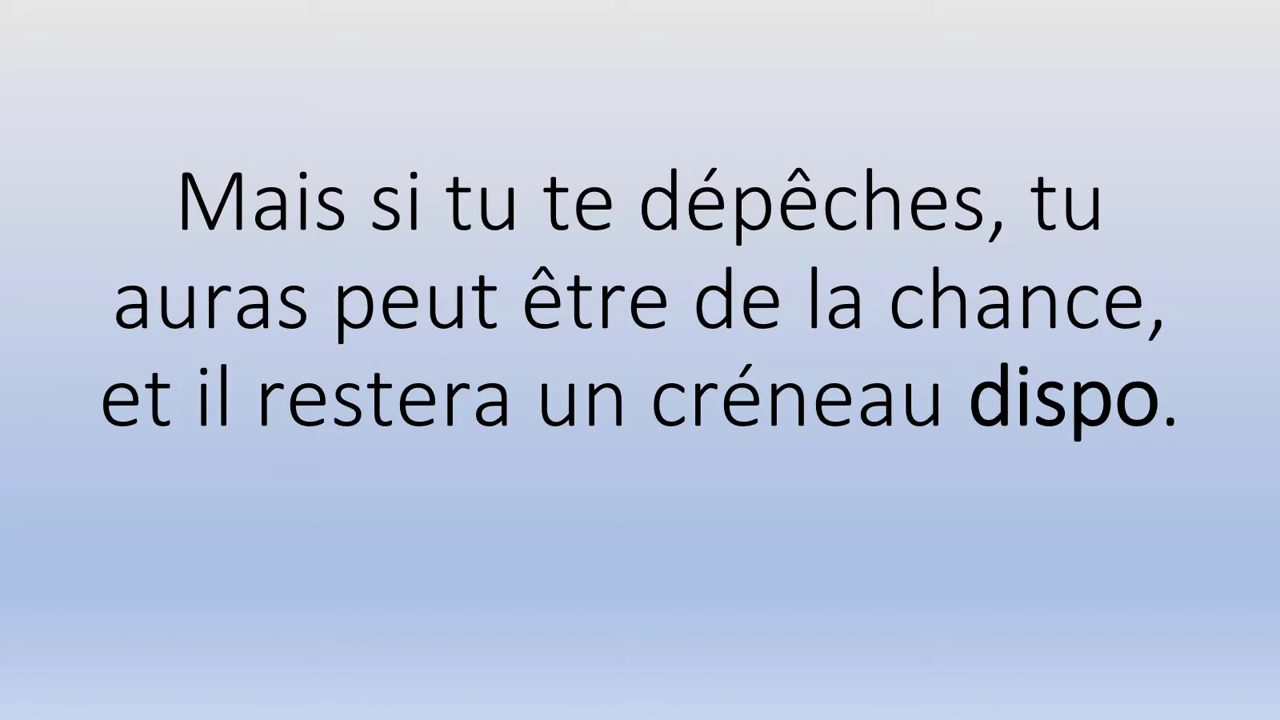 Mais si tu te dépêches, tu
auras peut être de la chance,
et il restera un créneau dispo.